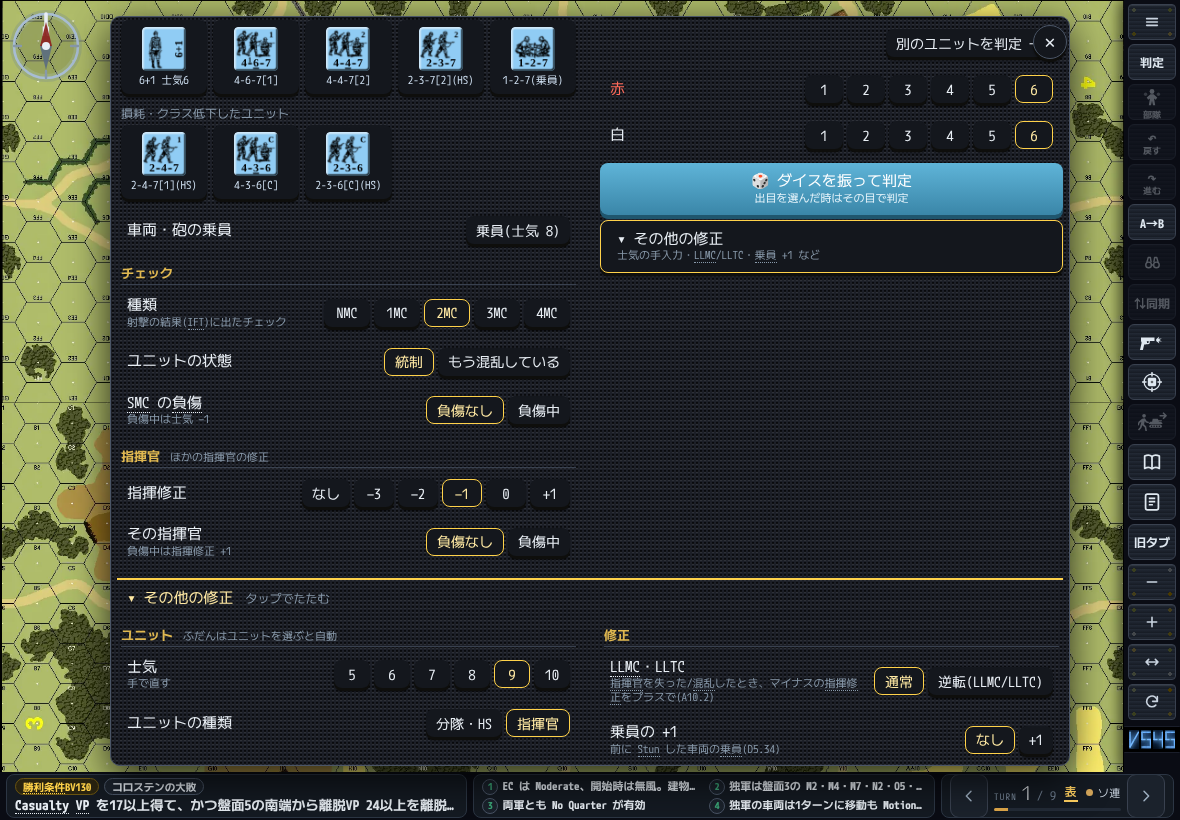 6+1 士気6
4-6-7[1]
4-4-7[2]
2-3-7[2](HS)
1-2-7(乗員)
損耗・クラス低下したユニット
2-4-7[1](HS)
4-3-6[C]
2-3-6[C](HS)
車両・砲の乗員
乗員(士気 8)
チェック
種類
射撃の結果(IFT)に出たチェック
NMC 1MC 2MC 3MC 4MC
ユニットの状態
統制 もう混乱している
SMC の負傷
負傷中は士気 −1
負傷なし 負傷中
指揮官 ほかの指揮官の修正
指揮修正
なし −3 −2 −1 0 +1
その指揮官
負傷中は指揮修正 +1
負傷なし 負傷中
別のユニットを判定
×
赤
1 2 3 4 5 6
白
1 2 3 4 5 6
ダイスを振って判定
出目を選んだ時はその目で判定
▼ その他の修正
士気の手入力・LLMC/LLTC・乗員 +1 など
▼ その他の修正 タップでたたむ
ユニット ふだんはユニットを選ぶと自動
士気
手で直す
5 6 7 8 9 10
ユニットの種類
分隊・HS 指揮官
修正
LLMC・LLTC
指揮官を失った/混乱したとき、マイナスの指揮修
正をプラスで(A10.2)
通常 逆転(LLMC/LLTC)
乗員の +1
前に Stun した車両の乗員(D5.34)
なし +1
判定
部隊
戻す
進む
A→B
⇅同期
旧タブ
−
+
↔
VS45
3
4
勝利条件BV130 コロステンの大敗
Casualty VP を17以上得て、かつ盤面5の南端から離脱VP 24以上を離脱…
1 EC は Moderate、開始時は無風。建物…
2 独軍は盤面3の M2・M4・M7・N2・O5・…
3 両軍とも No Quarter が有効
4 独軍の車両は1ターンに移動も Motion…
TURN 1 / 9 表 ソ連